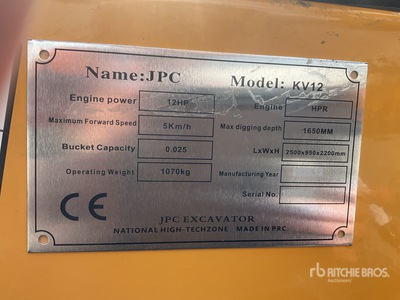 Name: JPC Model: KV12
Engine power 12HP Engine HPR
Maximum Forward Speed 5Km/h Max digging depth 1650MM
Bucket Capacity 0.025 LxWxH 2500x950x2200mm
Operating Weight 1070kg Manufacturing Year
Serial No.
CE JPC EXCAVATOR
NATIONAL HIGH-TECHZONE MADE IN PRC
rb RITCHIE BROS.
Auctioneers